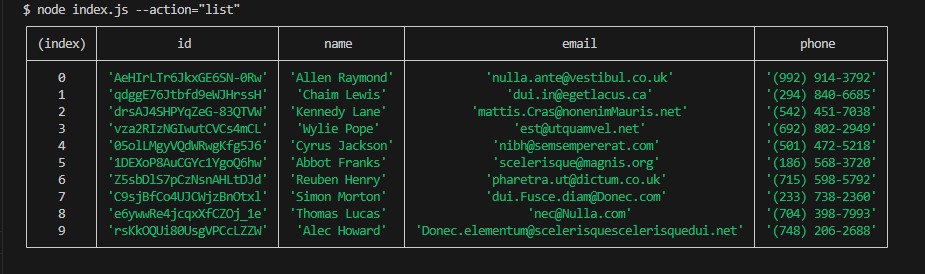 $ node index.js --action="list"
(index) id name email phone
0 'AeHIrLTr6JkxGE6SN-0Rw' 'Allen Raymond' 'nulla.ante@vestibul.co.uk' '(992) 914-3792'
1 'qdggE76Jtbfd9eWJHrssH' 'Chaim Lewis' 'dui.in@egetlacus.ca' '(294) 840-6685'
2 'drsAJ4SHPYqZeG-83QTVW' 'Kennedy Lane' 'mattis.Cras@nonenimMauris.net' '(542) 451-7038'
3 'vza2RIzNGIwutCVCs4mCL' 'Wylie Pope' 'est@utquamvel.net' '(692) 802-2949'
4 '05olLMgyVQdWRwgKfg5J6' 'Cyrus Jackson' 'nibh@semsempererat.com' '(501) 472-5218'
5 '1DEXoP8AuCGYc1YgoQ6hw' 'Abbot Franks' 'scelerisque@magnis.org' '(186) 568-3720'
6 'Z5sbDlS7pCzNsnAHLtDJd' 'Reuben Henry' 'pharetra.ut@dictum.co.uk' '(715) 598-5792'
7 'C9sjBfCo4UJCWjzBnOtxl' 'Simon Morton' 'dui.Fusce.diam@Donec.com' '(233) 738-2360'
8 'e6ywwRe4jcqxXfCZOj_1e' 'Thomas Lucas' 'nec@Nulla.com' '(704) 398-7993'
9 'rsKkOQUi80UsgVPCcLZZW' 'Alec Howard' 'Donec.elementum@scelerisquescelerisquedui.net' '(748) 206-2688'